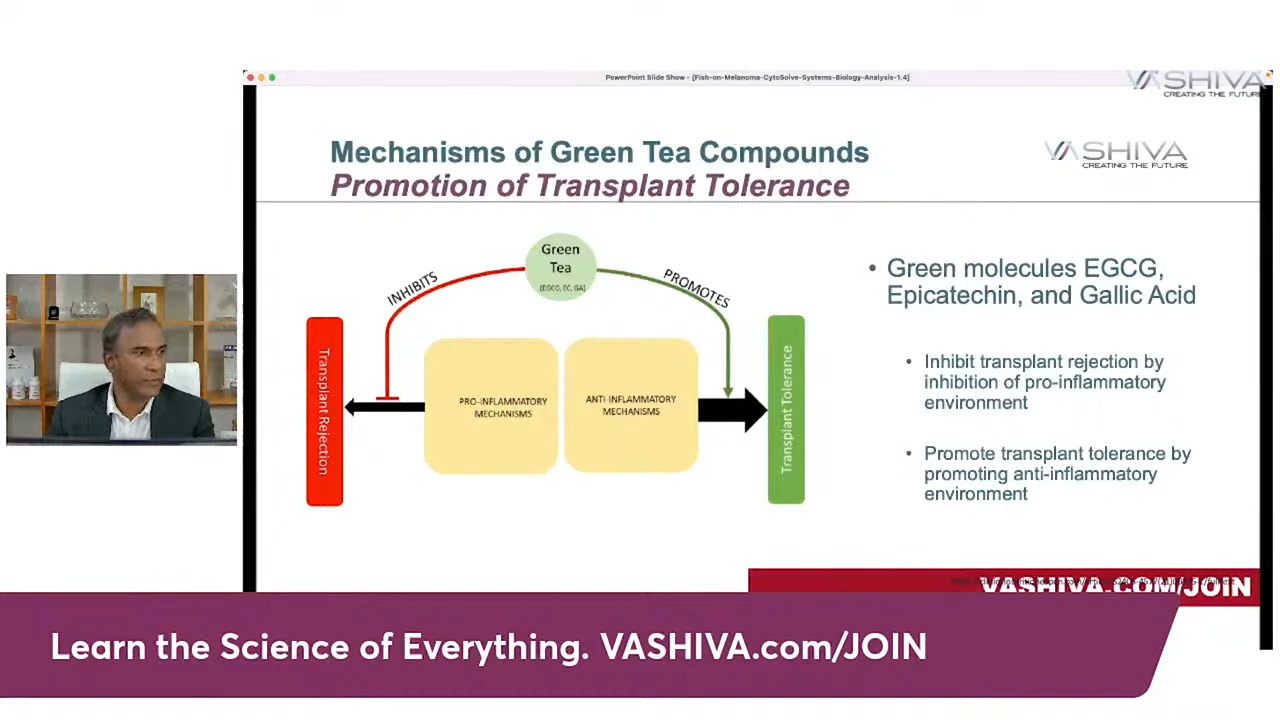 PowerPoint Slide Show - [Fish-on-Melanoma-CytoSolve-Systems-Biology-Analysis-1.4]
VASHIVA
CREATING THE FUTURE
Mechanisms of Green Tea Compounds
Promotion of Transplant Tolerance
VASHIVA
CREATING THE FUTURE
Green
Tea
(EGCG, EC, GA)
INHIBITS
PROMOTES
Transplant Rejection
PRO-INFLAMMATORY
MECHANISMS
ANTI-INFLAMMATORY
MECHANISMS
Transplant Tolerance
• Green molecules EGCG,
Epicatechin, and Gallic Acid
• Inhibit transplant rejection by
inhibition of pro-inflammatory
environment
• Promote transplant tolerance by
promoting anti-inflammatory
environment
VASHIVA.COM/JOIN
Learn the Science of Everything. VASHIVA.com/JOIN